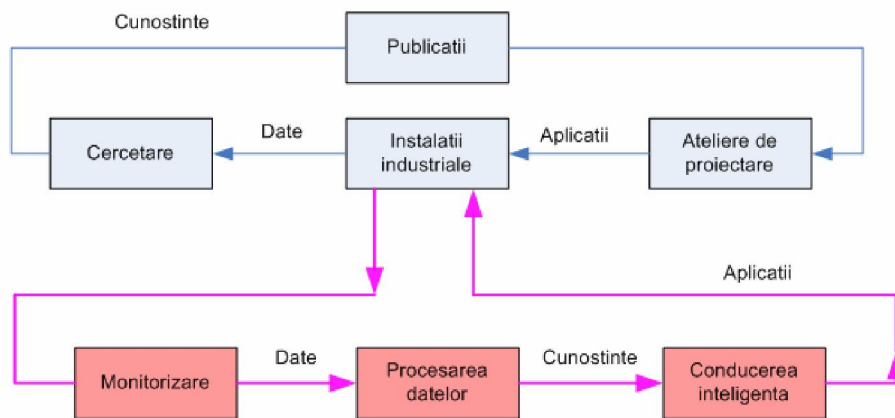 Cunostinte
Publicatii
Cercetare
Date
Instalatii
industriale
Aplicatii
Ateliere de
proiectare
Aplicatii
Monitorizare
Date
Procesarea
datelor
Cunostinte
Conducerea
inteligenta